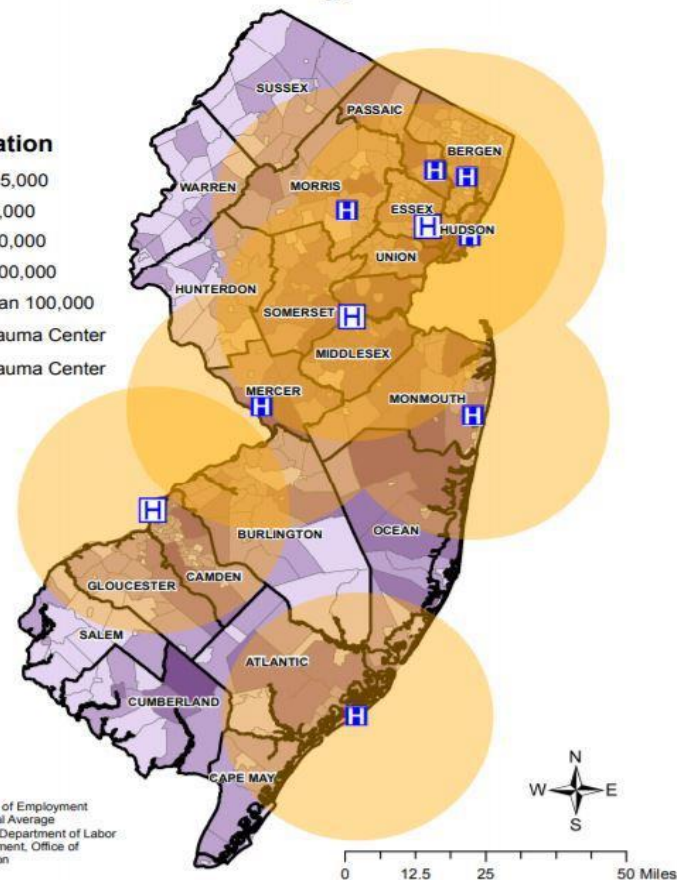 ation
5,000
,000
0,000
00,000
an 100,000
auma Center
auma Center
SUSSEX
PASSAIC
BERGEN
WARREN
MORRIS
H
H
H
ESSEX
H
HUDSON
H
UNION
HUNTERDON
SOMERSET
H
MIDDLESEX
MERCER
H
MONMOUTH
H
H
BURLINGTON
OCEAN
GLOUCESTER
CAMDEN
SALEM
ATLANTIC
CUMBERLAND
H
CAPE MAY
N
W
E
S
of Employment
al Average
Department of Labor
ment, Office of
an
0 12.5 25 50 Miles